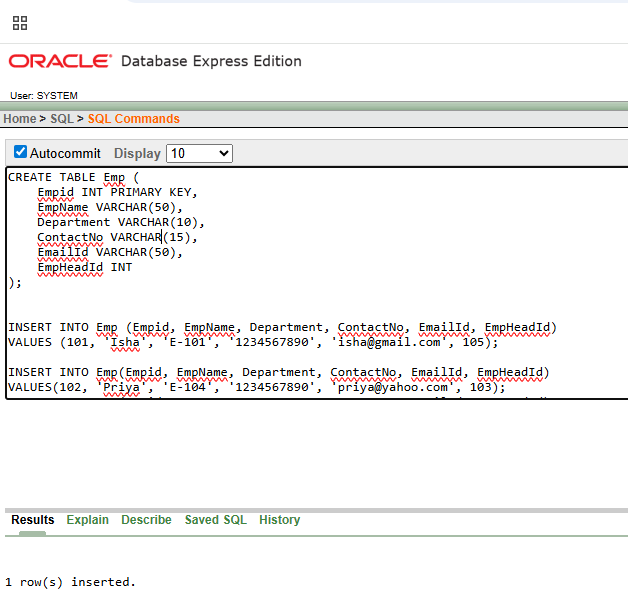 ORACLE Database Express Edition
User: SYSTEM
Home > SQL > SQL Commands
Autocommit Display 10
CREATE TABLE Emp (
Empid INT PRIMARY KEY,
EmpName VARCHAR(50),
Department VARCHAR(10),
ContactNo VARCHAR(15),
EmailId VARCHAR(50),
EmpHeadId INT
);
INSERT INTO Emp (Empid, EmpName, Department, ContactNo, EmailId, EmpHeadId)
VALUES (101, 'Isha', 'E-101', '1234567890', 'isha@gmail.com', 105);
INSERT INTO Emp(Empid, EmpName, Department, ContactNo, EmailId, EmpHeadId)
VALUES(102, 'Priya', 'E-104', '1234567890', 'priya@yahoo.com', 103);
Results Explain Describe Saved SQL History
1 row(s) inserted.